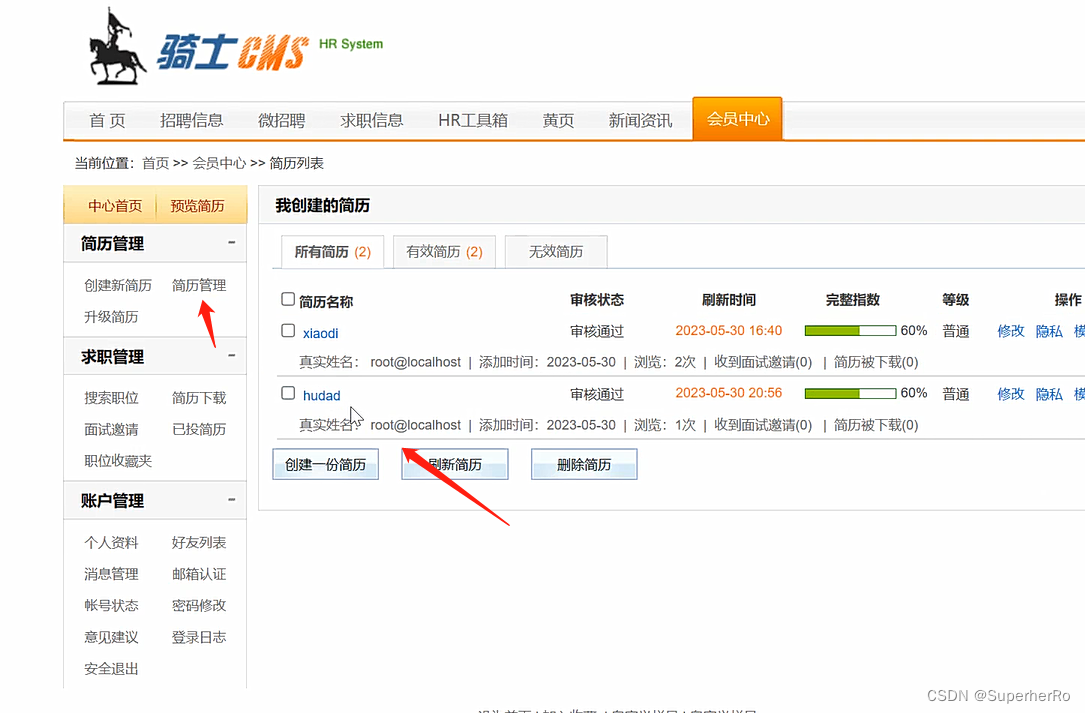 骑士CMS HR System
首 页 招聘信息 微招聘 求职信息 HR工具箱 黄页 新闻资讯 会员中心
当前位置：首页 >> 会员中心 >> 简历列表
中心首页 预览简历
简历管理 −
创建新简历 简历管理
升级简历
求职管理 −
搜索职位 简历下载
面试邀请 已投简历
职位收藏夹
账户管理 −
个人资料 好友列表
消息管理 邮箱认证
帐号状态 密码修改
意见建议 登录日志
安全退出
我创建的简历
所有简历 (2) 有效简历 (2) 无效简历
简历名称 审核状态 刷新时间 完整指数 等级 操作
xiaodi 审核通过 2023-05-30 16:40 60% 普通 修改 隐私
真实姓名： root@localhost | 添加时间：2023-05-30 | 浏览：2次 | 收到面试邀请(0) | 简历被下载(0)
hudad 审核通过 2023-05-30 20:56 60% 普通 修改 隐私
真实姓名 root@localhost | 添加时间：2023-05-30 | 浏览：1次 | 收到面试邀请(0) | 简历被下载(0)
创建一份简历 刷新简历 删除简历
CSDN @SuperherRo